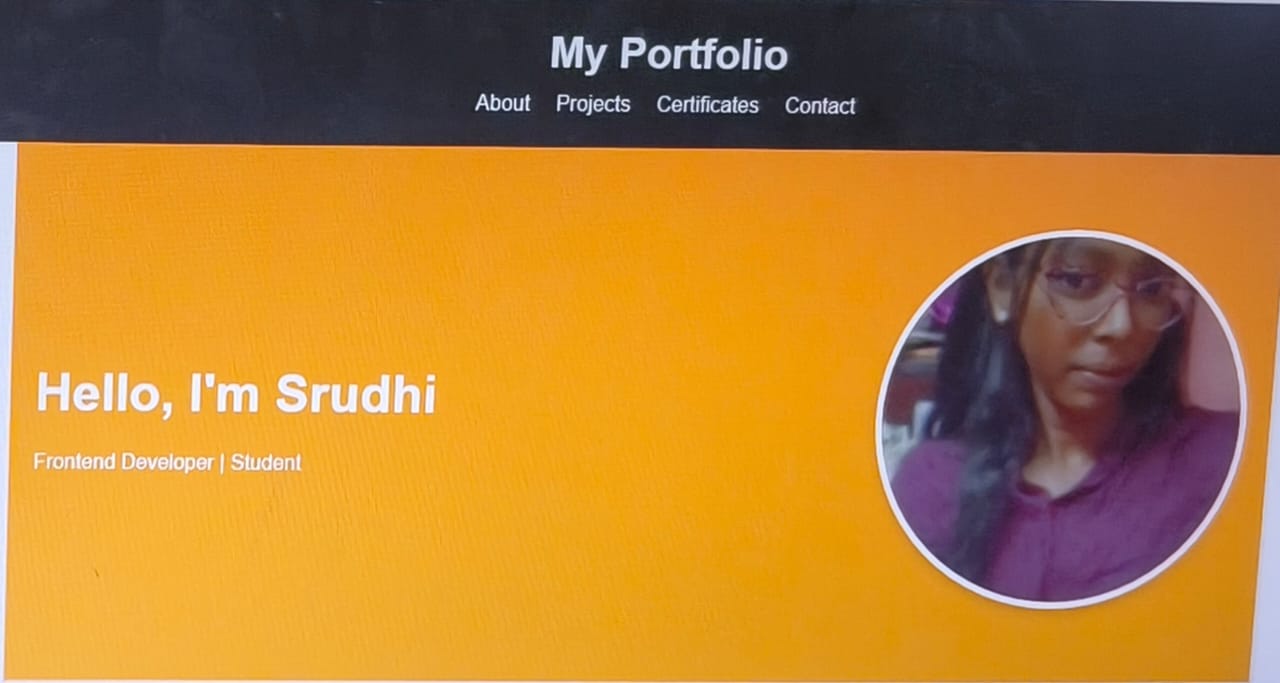 My Portfolio
About Projects Certificates Contact
Hello, I'm Srudhi
Frontend Developer | Student